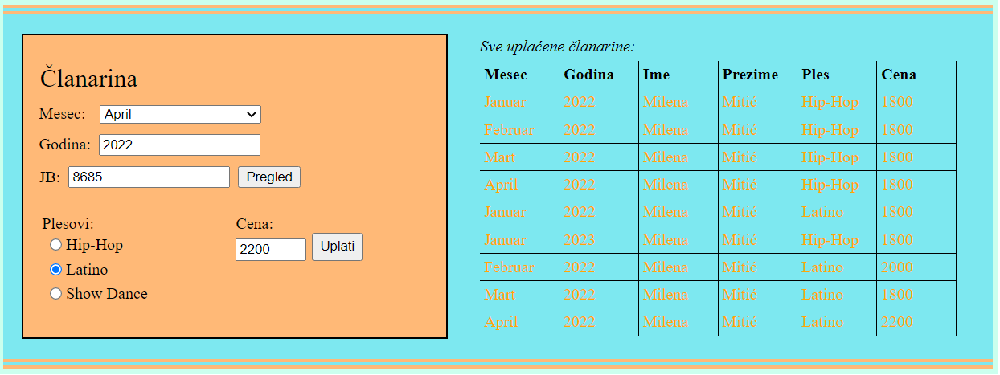 Članarina
Mesec: April
Godina: 2022
JB: 8685 Pregled
Plesovi: Cena:
Hip-Hop 2200 Uplati
Latino
Show Dance
Sve uplaćene članarine:
Mesec Godina Ime Prezime Ples Cena
Januar 2022 Milena Mitić Hip-Hop 1800
Februar 2022 Milena Mitić Hip-Hop 1800
Mart 2022 Milena Mitić Hip-Hop 1800
April 2022 Milena Mitić Hip-Hop 1800
Januar 2022 Milena Mitić Latino 1800
Januar 2023 Milena Mitić Hip-Hop 1800
Februar 2022 Milena Mitić Latino 2000
Mart 2022 Milena Mitić Latino 1800
April 2022 Milena Mitić Latino 2200